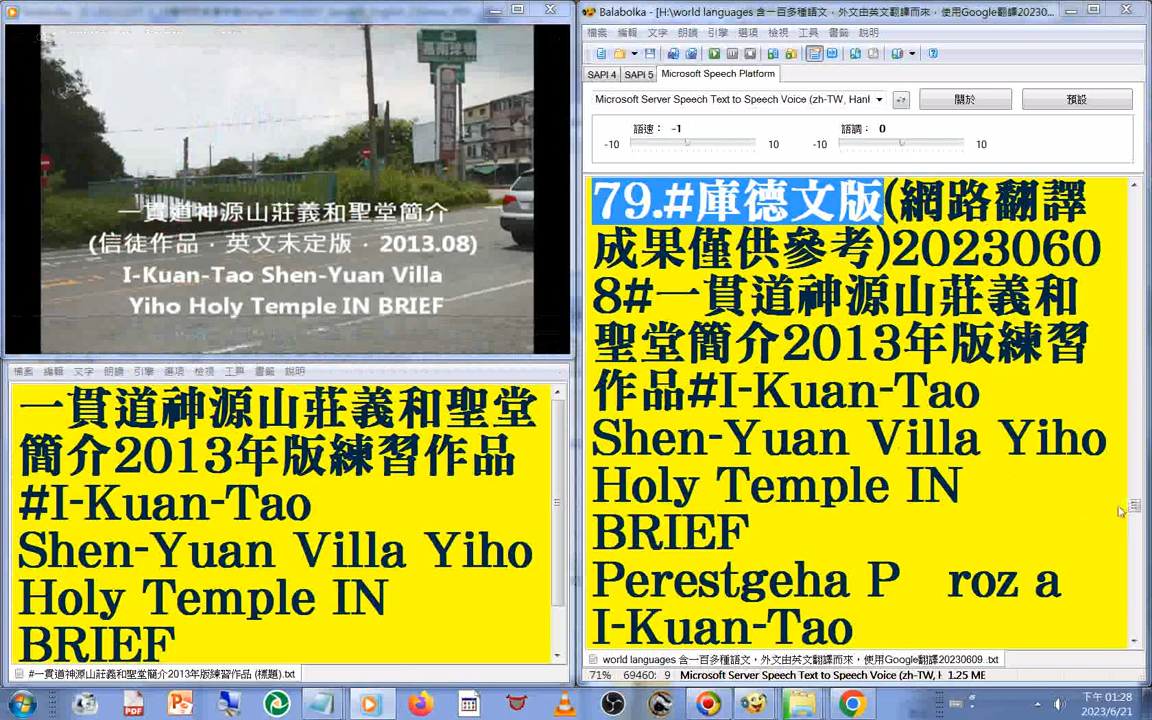 一貫道神源山莊義和聖堂簡介
(信徒作品．英文未定版．2013.08)
I-Kuan-Tao Shen-Yuan Villa
Yiho Holy Temple IN BRIEF
檔案 編輯 文字 朗讀 引擎 選項 檢視 工具 書籤 說明
一貫道神源山莊義和聖堂
簡介2013年版練習作品
#I-Kuan-Tao
Shen-Yuan Villa Yiho
Holy Temple IN
BRIEF
#一貫道神源山莊義和聖堂簡介2013年版練習作品 (標題).txt
Balabolka - [H:\world languages 含一百多種語文，外文由英文翻譯而來，使用Google翻譯20230...
檔案 編輯 文字 朗讀 引擎 選項 檢視 工具 書籤 說明
SAPI 4 SAPI 5 Microsoft Speech Platform
Microsoft Server Speech Text to Speech Voice (zh-TW, Hanl
關於
預設
語速： -1
語調： 0
-10 10 -10 10
79.#庫德文版(網路翻譯
成果僅供參考)2023060
8#一貫道神源山莊義和
聖堂簡介2013年版練習
作品#I-Kuan-Tao
Shen-Yuan Villa Yiho
Holy Temple IN
BRIEF
Perestgeha P roz a
I-Kuan-Tao
world languages 含一百多種語文，外文由英文翻譯而來，使用Google翻譯20230609 .txt
71% 69460: 9 Microsoft Server Speech Text to Speech Voice (zh-TW, H 1.25 ME
下午 01:28
2023/6/21